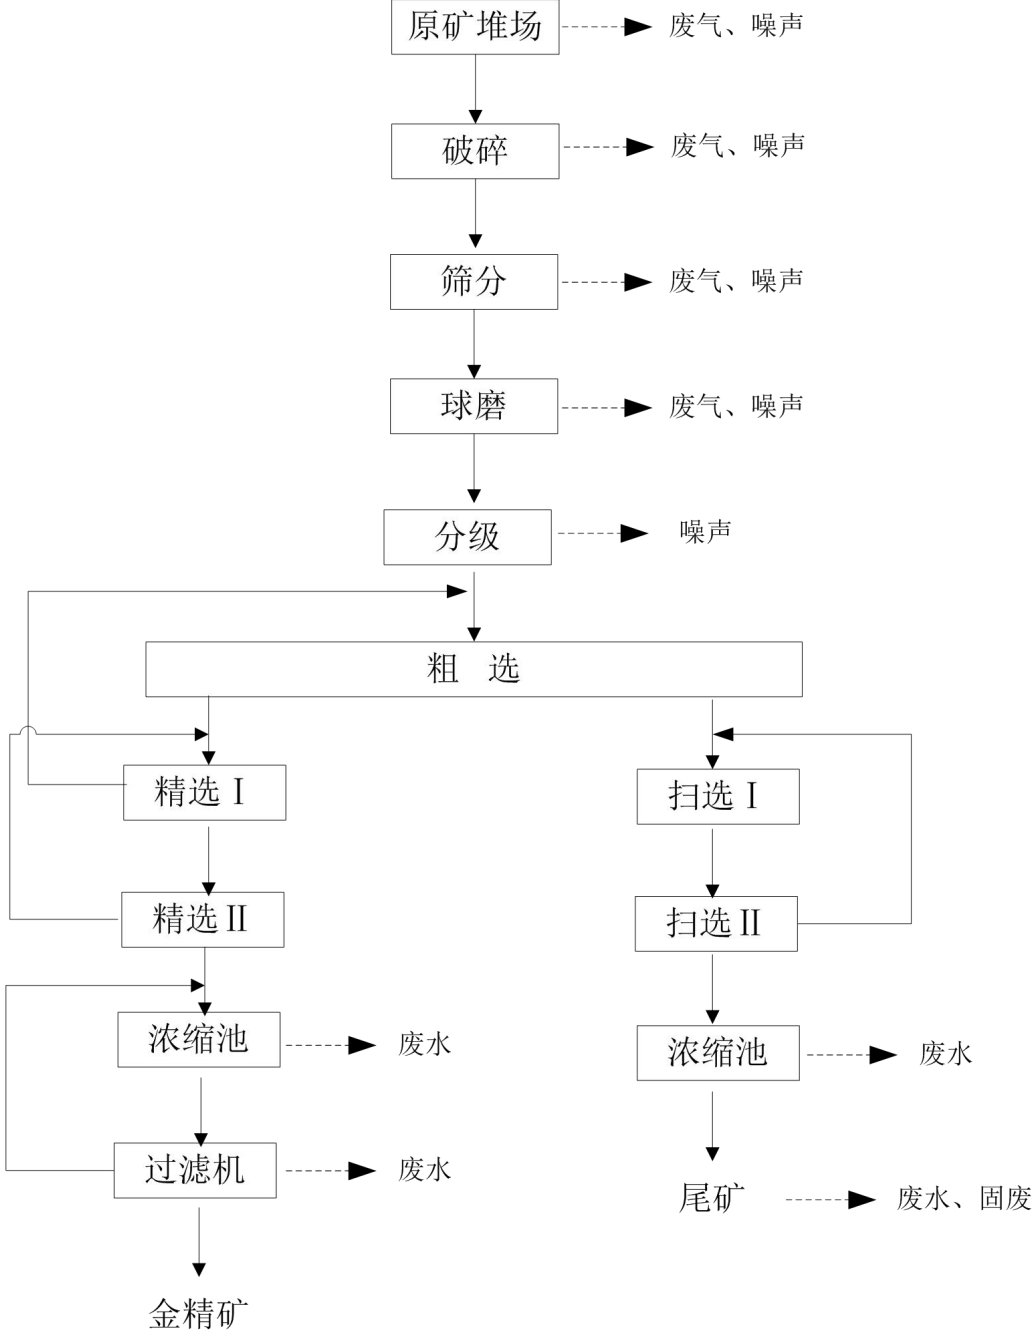 原矿堆场 废气、噪声
破碎 废气、噪声
筛分 废气、噪声
球磨 废气、噪声
分级 噪声
粗 选
精选Ⅰ 扫选Ⅰ
精选Ⅱ 扫选Ⅱ
浓缩池 废水 浓缩池 废水
过滤机 废水 尾矿 废水、固废
金精矿